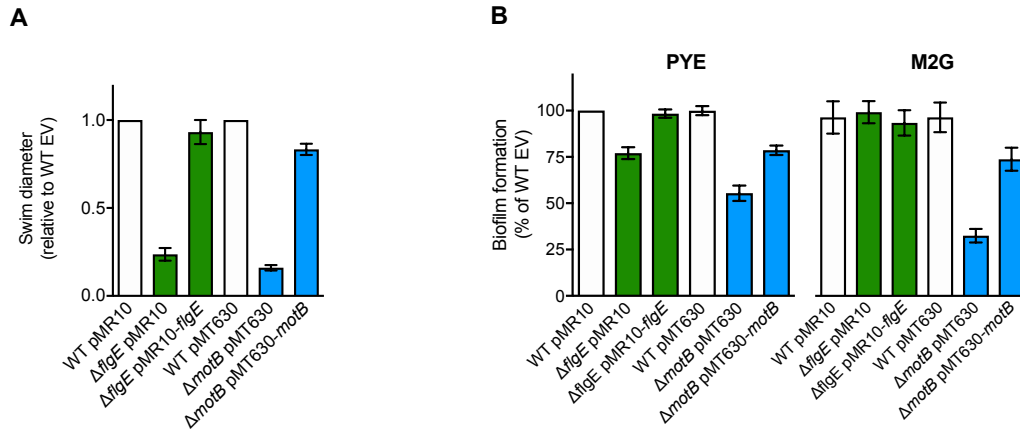 A
Swim diameter
(relative to WT EV)
1.0
0.5
0.0
WT pMR10
ΔflgE pMR10
ΔflgE pMR10-flgE
WT pMT630
ΔmotB pMT630
ΔmotB pMT630-motB
B
PYE
M2G
Biofilm formation
(% of WT EV)
100
75
50
25
0
WT pMR10
ΔflgE pMR10
ΔflgE pMR10-flgE
WT pMT630
ΔmotB pMT630
ΔmotB pMT630-motB
WT pMR10
ΔflgE pMR10
ΔflgE pMR10-flgE
WT pMT630
ΔmotB pMT630
ΔmotB pMT630-motB